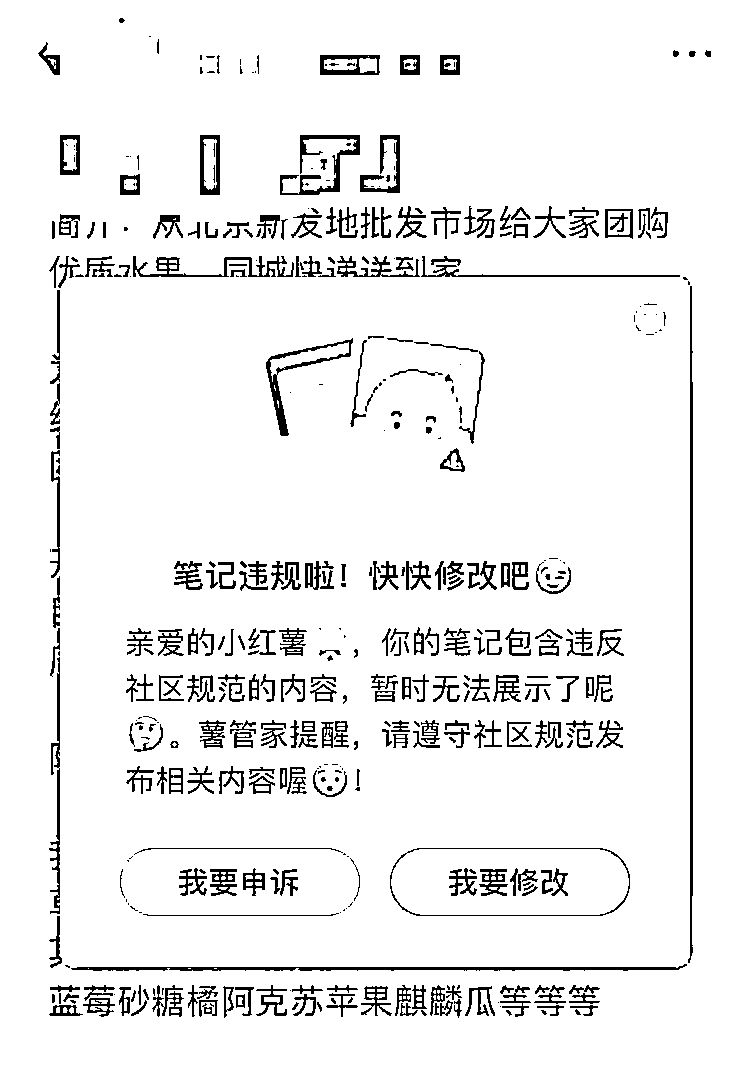 简介：从北京新发地批发市场给大家团购
优质水果，同城快递送到家
笔记违规啦！快快修改吧
亲爱的小红薯，你的笔记包含违反
社区规范的内容，暂时无法展示了呢
。薯管家提醒，请遵守社区规范发
布相关内容喔！
我要申诉
我要修改
蓝莓砂糖橘阿克苏苹果麒麟瓜等等等